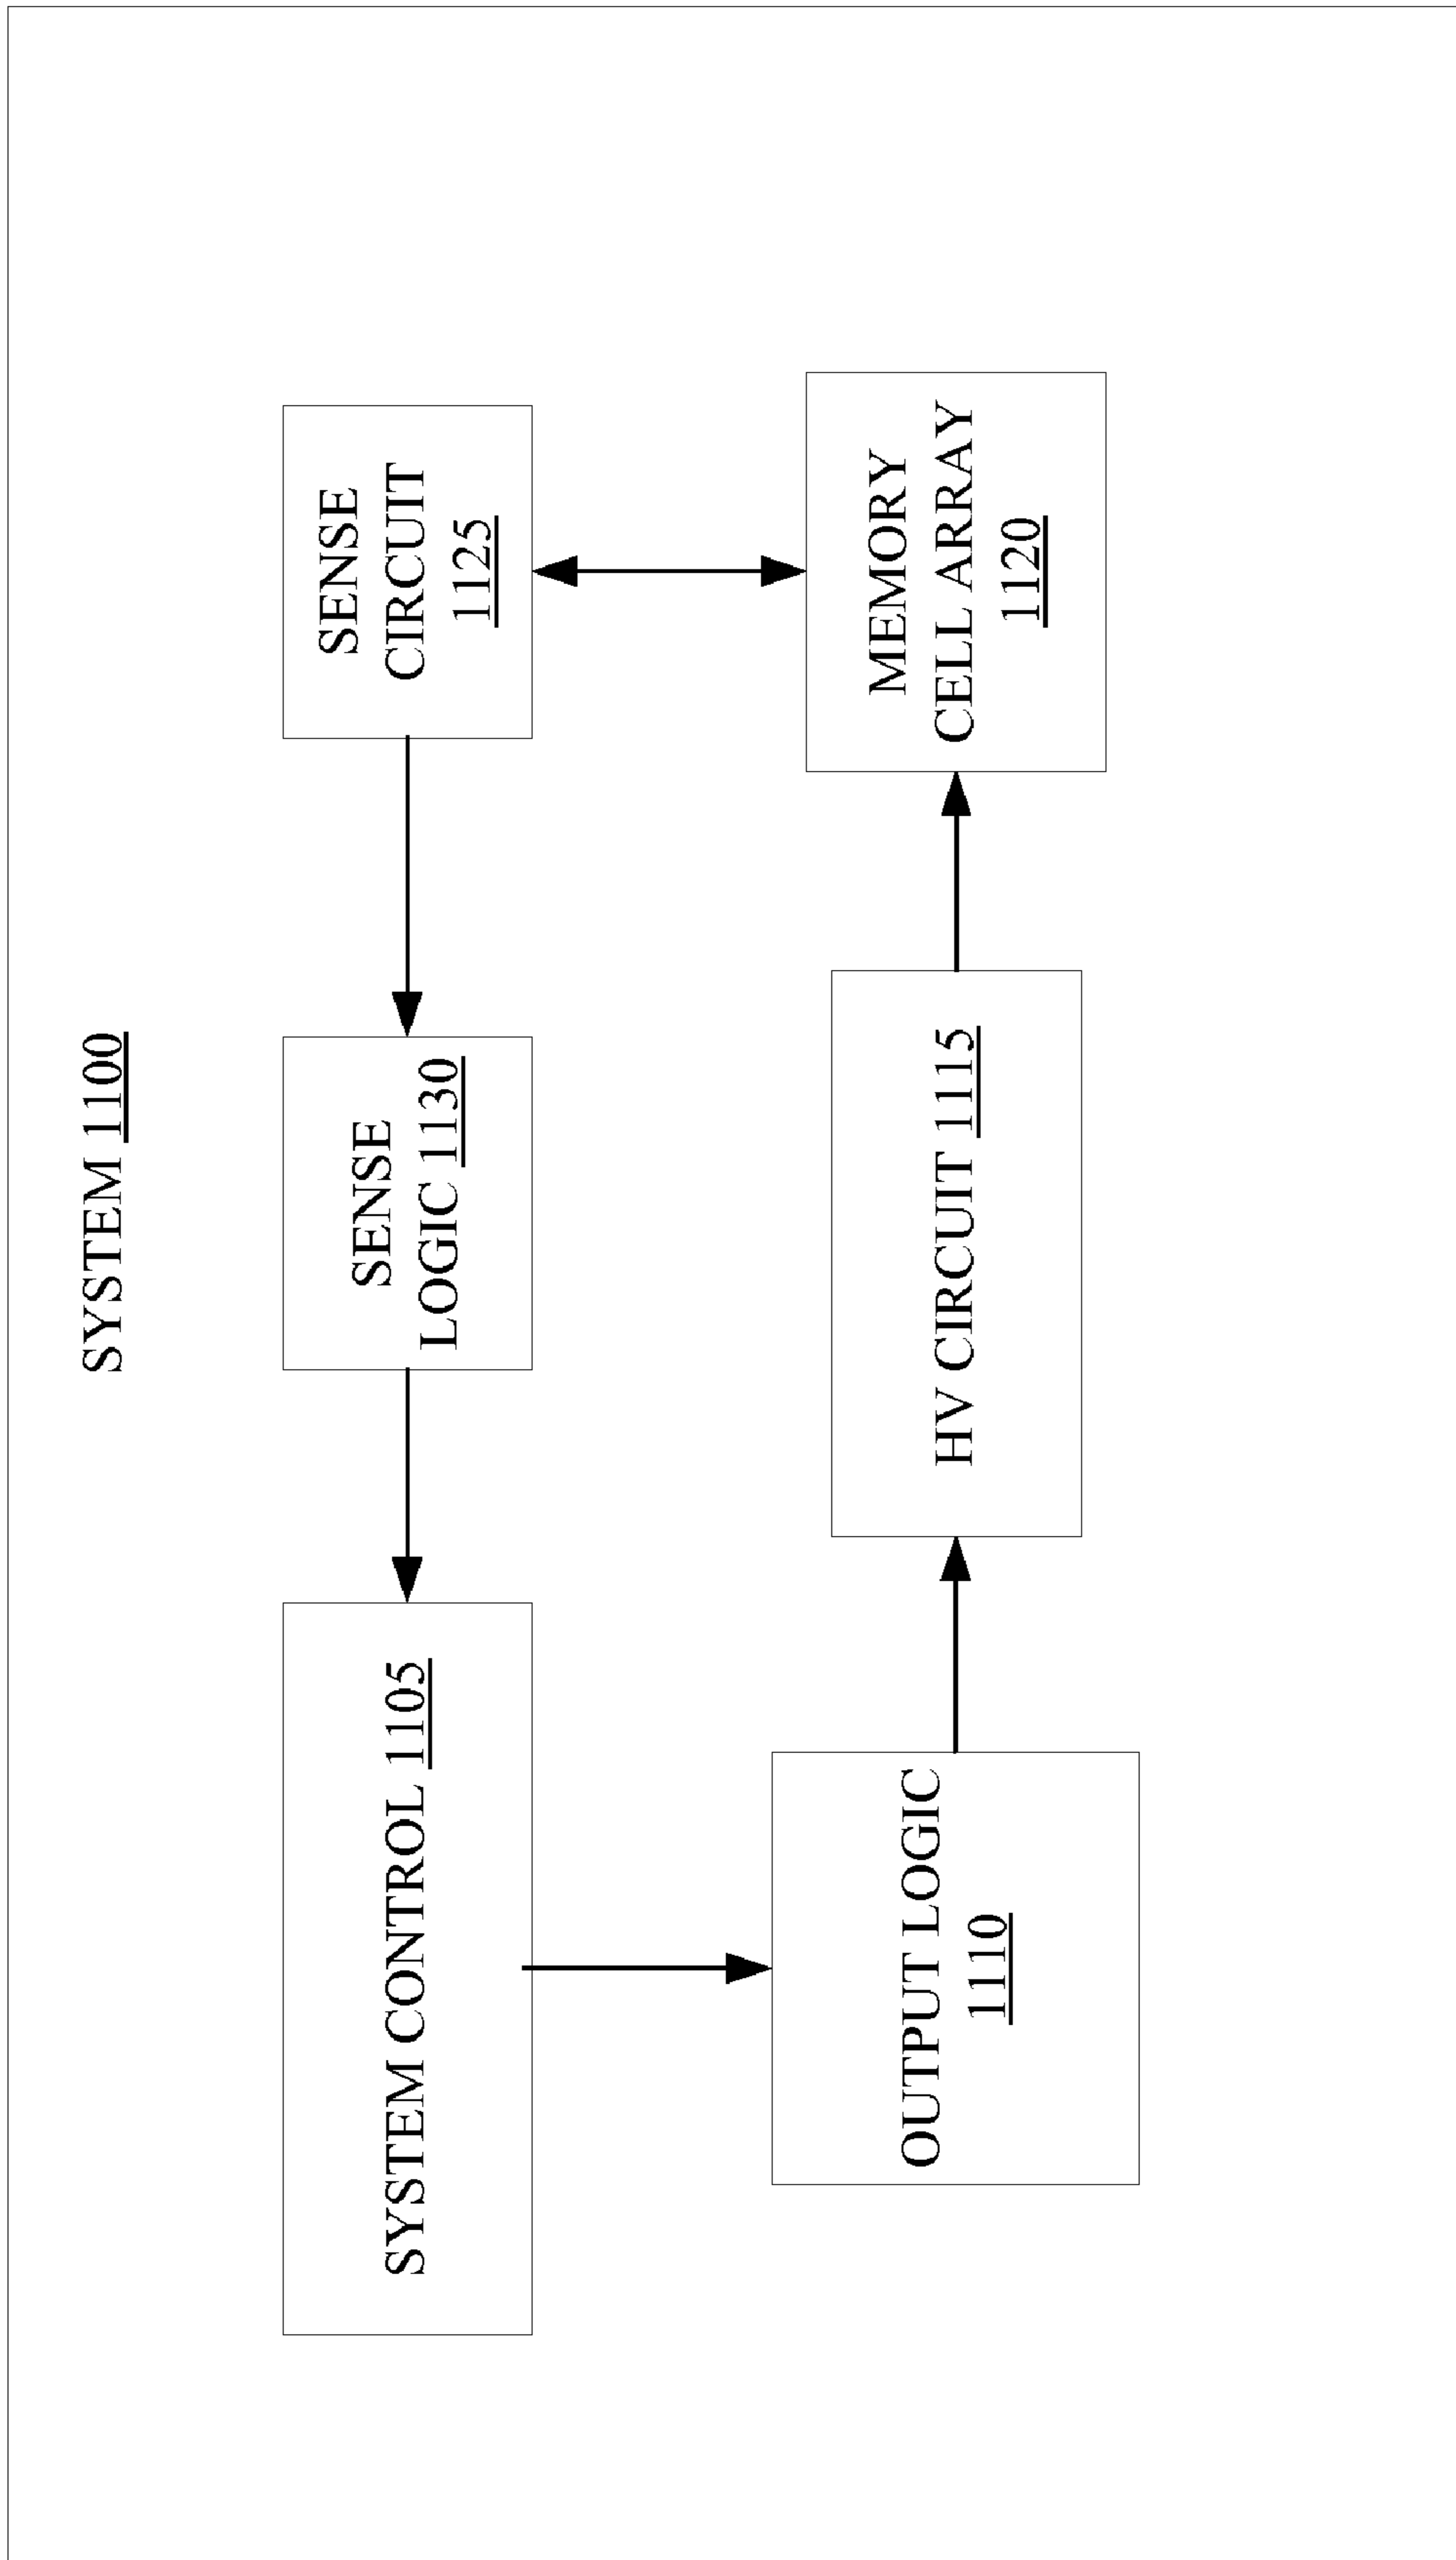 SYSTEM 1100
SYSTEM CONTROL 1105
SENSE
LOGIC 1130
SENSE
CIRCUIT
1125
OUTPUT LOGIC
1110
HV CIRCUIT 1115
MEMORY
CELL ARRAY
1120